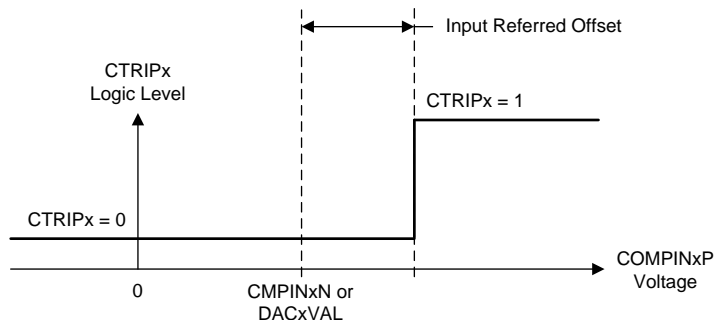 Input Referred Offset
CTRIPx
Logic Level
CTRIPx = 1
CTRIPx = 0
COMPINxP
Voltage
0
CMPINxN or
DACxVAL